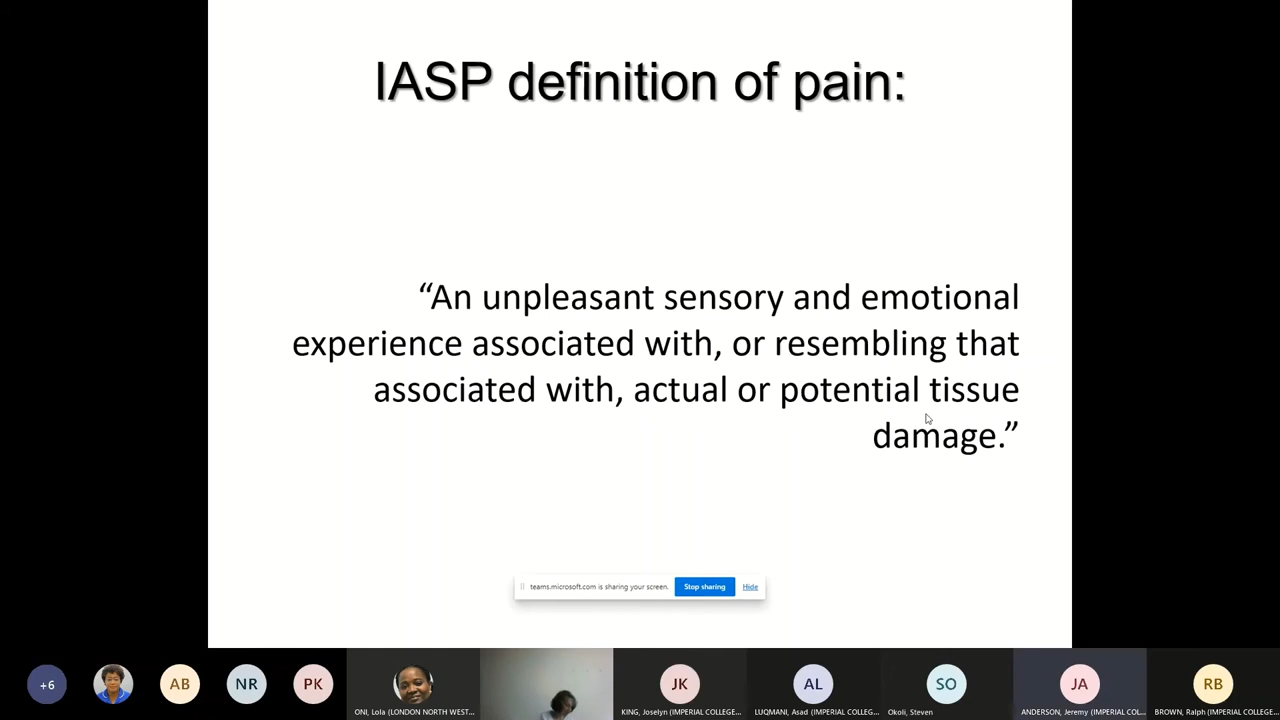 IASP definition of pain:
“An unpleasant sensory and emotional
experience associated with, or resembling that
associated with, actual or potential tissue
damage.”
teams.microsoft.com is sharing your screen.
Stop sharing
Hide
+6
AB
NR
PK
ONI, Lola (LONDON NORTH WEST...
JK
KING, Joselyn (IMPERIAL COLLEGE...
AL
LUQMANI, Asad (IMPERIAL COLLEG...
SO
Okoli, Steven
JA
ANDERSON, Jeremy (IMPERIAL COL...
RB
BROWN, Ralph (IMPERIAL COLLEGE...